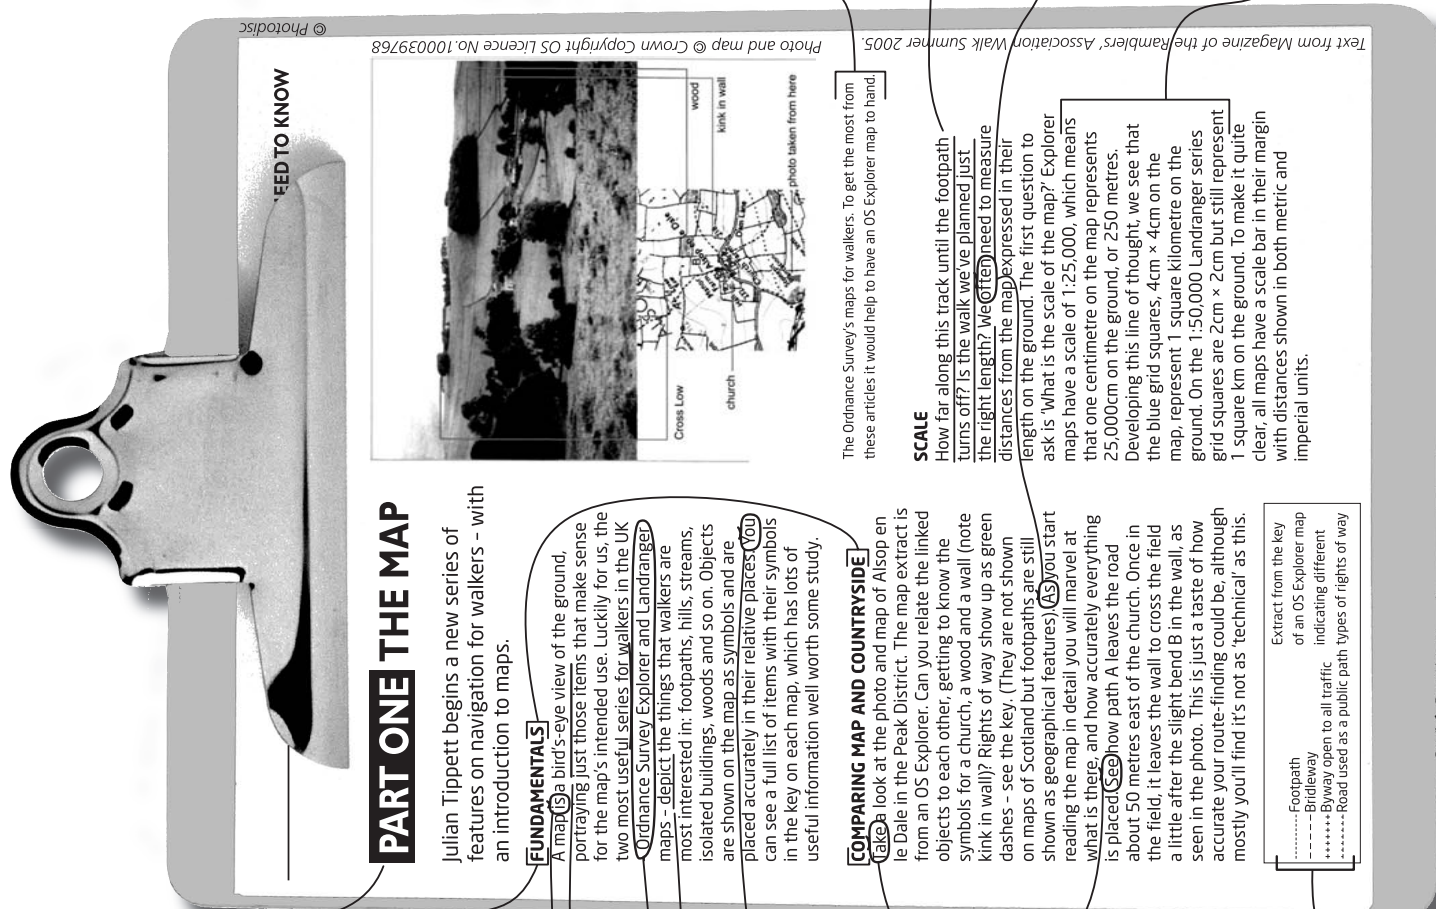 © Photodisc
EED TO KNOW
PART ONE THE MAP
Julian Tippett begins a new series of
features on navigation for walkers – with
an introduction to maps.
FUNDAMENTALS
A map is a bird's-eye view of the ground,
portraying just those items that make sense
for the map's intended use. Luckily for us, the
two most useful series for walkers in the UK
Ordnance Survey Explorer and Landranger
maps – depict the things that walkers are
most interested in: footpaths, hills, streams,
isolated buildings, woods and so on. Objects
are shown on the map as symbols and are
placed accurately in their relative places. You
can see a full list of items with their symbols
in the key on each map, which has lots of
useful information well worth some study.
COMPARING MAP AND COUNTRYSIDE
Take a look at the photo and map of Alsop en
le Dale in the Peak District. The map extract is
from an OS Explorer. Can you relate the linked
objects to each other, getting to know the
symbols for a church, a wood and a wall (note
kink in wall)? Rights of way show up as green
dashes – see the key. (They are not shown
on maps of Scotland but footpaths are still
shown as geographical features). As you start
reading the map in detail you will marvel at
what is there, and how accurately everything
is placed. See how path A leaves the road
about 50 metres east of the church. Once in
the field, it leaves the wall to cross the field
a little after the slight bend B in the wall, as
seen in the photo. This is just a taste of how
accurate your route-finding could be, although
mostly you'll find it's not as 'technical' as this.
Footpath
Bridleway
Byway open to all traffic
Road used as a public path
Extract from the key
of an OS Explorer map
indicating different
types of rights of way
Photo and map © Crown Copyright OS Licence No.100039768
Cross Low
church
wood
kink in wall
photo taken from here
The Ordnance Survey's maps for walkers. To get the most from
these articles it would help to have an OS Explorer map to hand.
SCALE
How far along this track until the footpath
turns off? Is the walk we've planned just
the right length? We often need to measure
distances from the map expressed in their
length on the ground. The first question to
ask is 'What is the scale of the map?' Explorer
maps have a scale of 1:25,000, which means
that one centimetre on the map represents
25,000cm on the ground, or 250 metres.
Developing this line of thought, we see that
the blue grid squares, 4cm × 4cm on the
map, represent 1 square kilometre on the
ground. On the 1:50,000 Landranger series
grid squares are 2cm × 2cm but still represent
1 square km on the ground. To make it quite
clear, all maps have a scale bar in their margin
with distances shown in both metric and
imperial units.
Text from Magazine of the Ramblers' Association Walk Summer 2005.